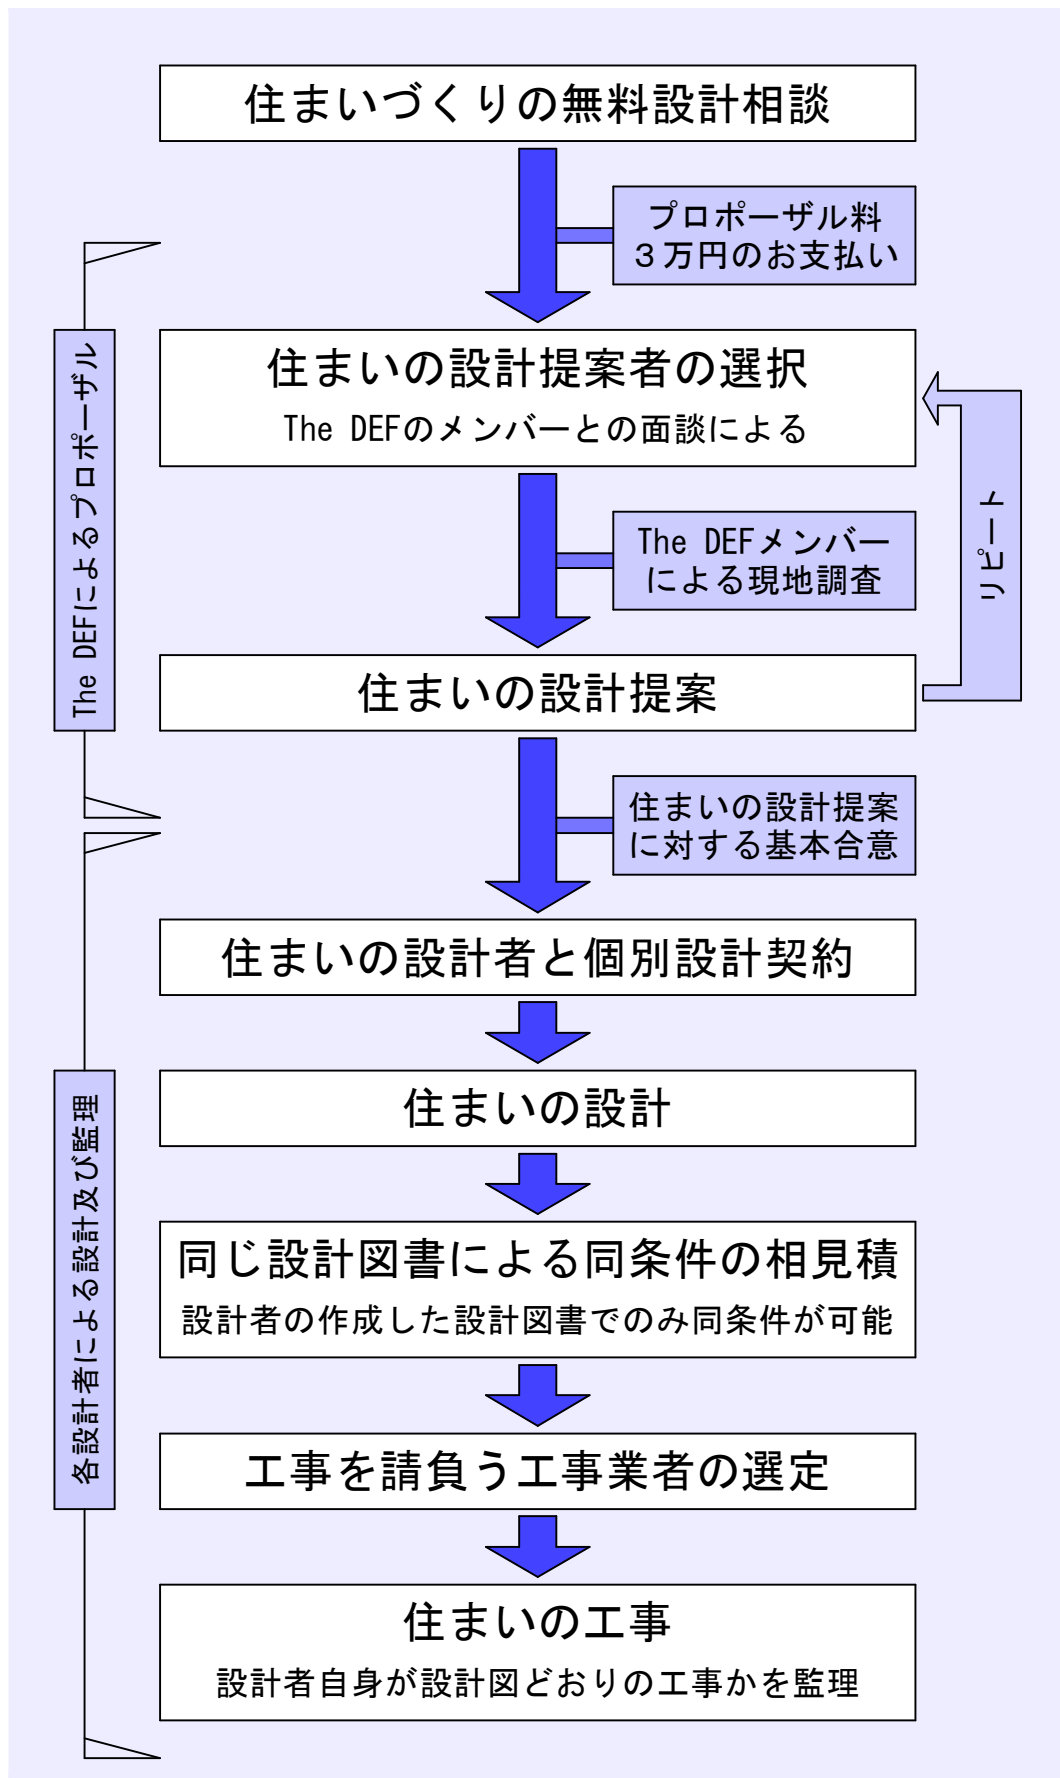 住まいづくりの無料設計相談
プロポーザル料
３万円のお支払い
The DEFによるプロポーザル
住まいの設計提案者の選択
The DEFのメンバーとの面談による
リピート
The DEFメンバー
による現地調査
住まいの設計提案
住まいの設計提案
に対する基本合意
各設計者による設計及び監理
住まいの設計者と個別設計契約
住まいの設計
同じ設計図書による同条件の相見積
設計者の作成した設計図書でのみ同条件が可能
工事を請負う工事業者の選定
住まいの工事
設計者自身が設計図どおりの工事かを監理